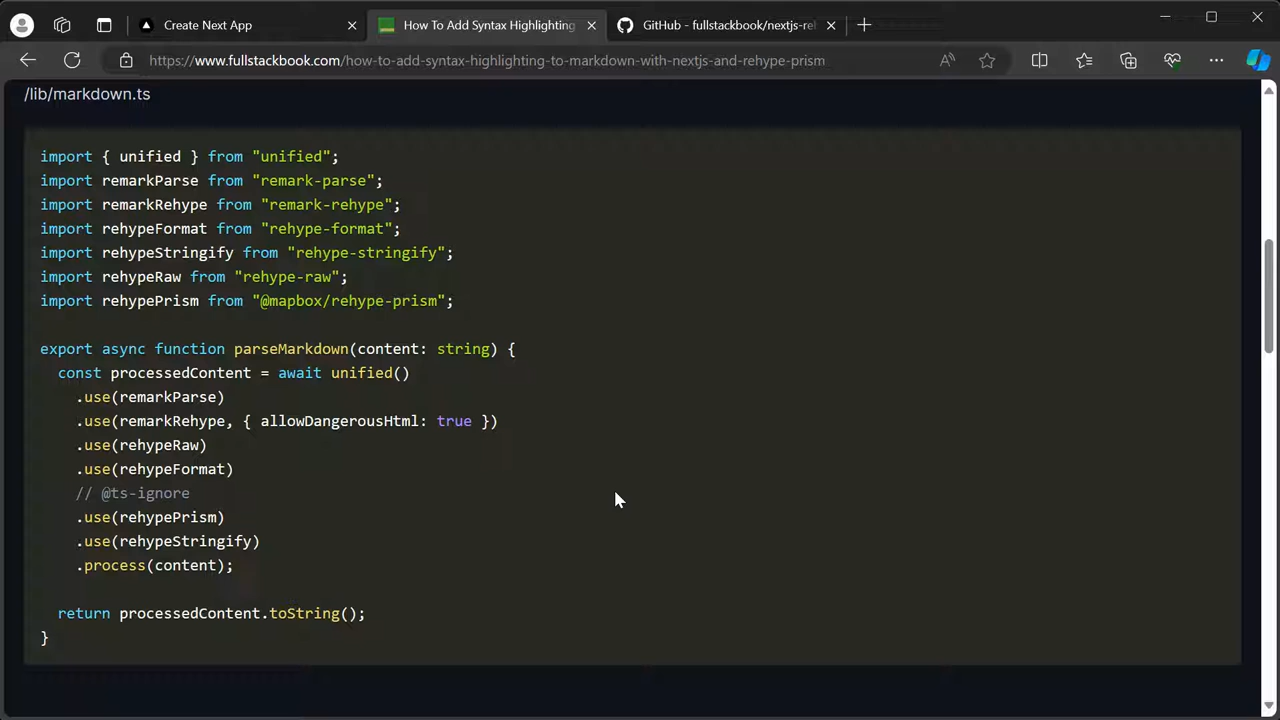 Create Next App
How To Add Syntax Highlighting
GitHub - fullstackbook/nextjs-rel
https://www.fullstackbook.com/how-to-add-syntax-highlighting-to-markdown-with-nextjs-and-rehype-prism
/lib/markdown.ts
import { unified } from "unified";
import remarkParse from "remark-parse";
import remarkRehype from "remark-rehype";
import rehypeFormat from "rehype-format";
import rehypeStringify from "rehype-stringify";
import rehypeRaw from "rehype-raw";
import rehypePrism from "@mapbox/rehype-prism";
export async function parseMarkdown(content: string) {
const processedContent = await unified()
.use(remarkParse)
.use(remarkRehype, { allowDangerousHtml: true })
.use(rehypeRaw)
.use(rehypeFormat)
// @ts-ignore
.use(rehypePrism)
.use(rehypeStringify)
.process(content);
return processedContent.toString();
}